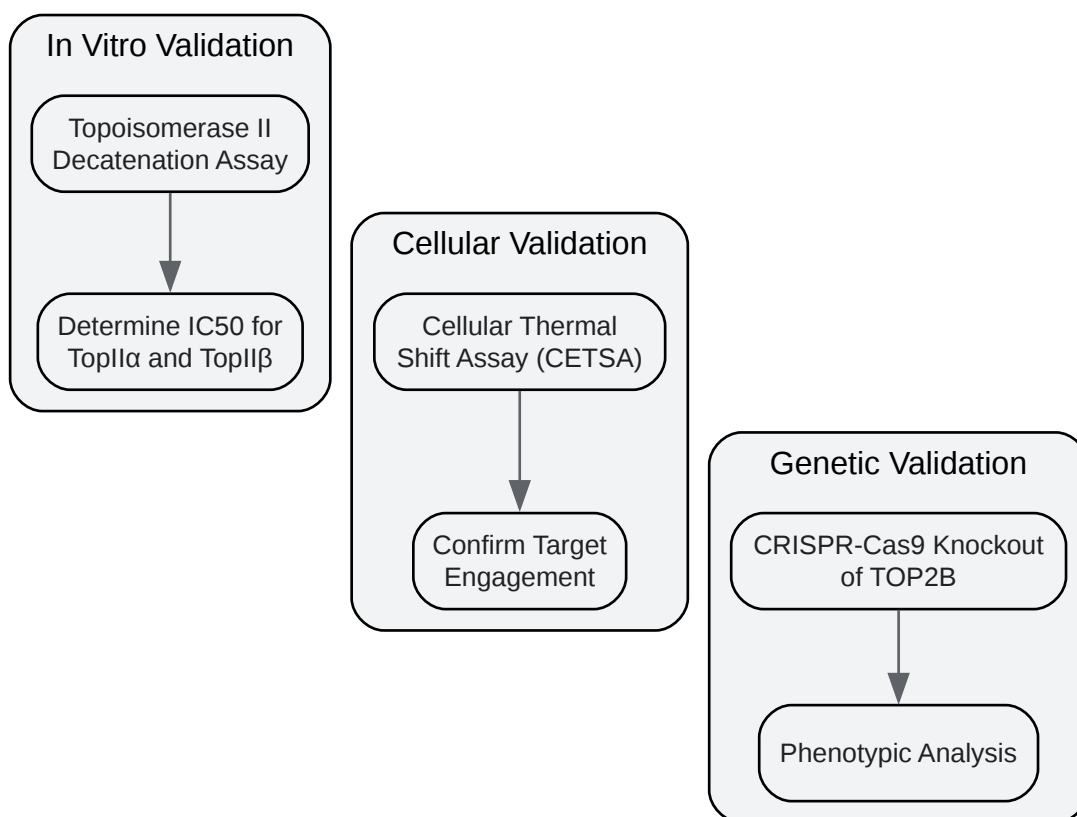 In Vitro Validation
Topoisomerase II
Decatenation Assay
Determine IC50 for
TopIIα and TopIIβ
Cellular Validation
Cellular Thermal
Shift Assay (CETSA)
Confirm Target
Engagement
Genetic Validation
CRISPR-Cas9 Knockout
of TOP2B
Phenotypic Analysis